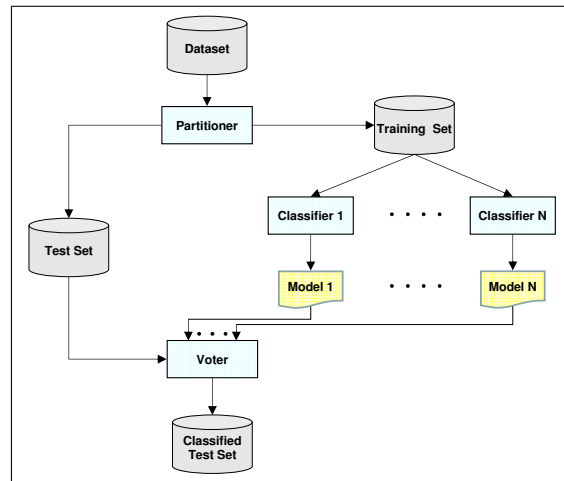 Dataset
Partitioner
Training Set
Classifier 1
. . . .
Classifier N
Test Set
Model 1
. . . .
Model N
. . .
Voter
Classified
Test Set